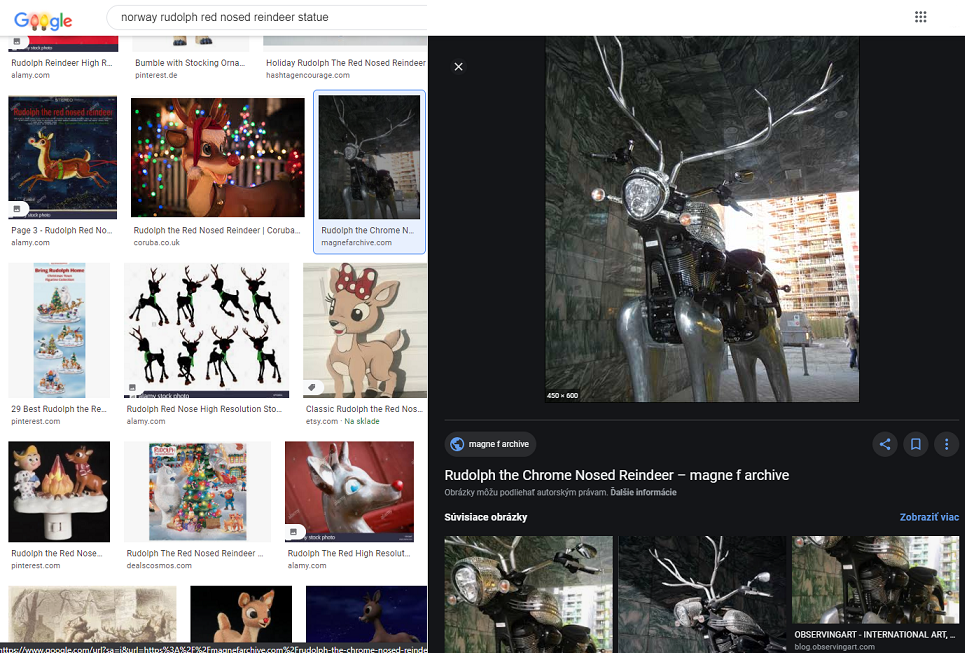 Google
norway rudolph red nosed reindeer statue
Rudolph Reindeer High R...
alamy.com
Bumble with Stocking Orna...
pinterest.de
Holiday Rudolph The Red Nosed Reindeer
hashtagencourage.com
Rudolph the red nosed reindeer
stock photo
Page 3 - Rudolph Red No...
alamy.com
Rudolph the Red Nosed Reindeer | Coruba...
coruba.co.uk
Rudolph the Chrome N...
magnefarchive.com
Bring Rudolph Home
29 Best Rudolph the Re...
pinterest.com
alamy stock photo
Rudolph Red Nose High Resolution Sto...
alamy.com
Classic Rudolph the Red Nos...
etsy.com · Na sklade
Rudolph the Red Nose...
pinterest.com
Rudolph The Red Nosed Reindeer ...
dealscosmos.com
stock photo
Rudolph The Red High Resolut...
alamy.com
https://www.google.com/url?sa=i&url=https%3A%2F%2Fmagnefarchive.com%2Frudolph-the-chrome-nosed-reinde
450 × 600
magne f archive
Rudolph the Chrome Nosed Reindeer – magne f archive
Obrázky môžu podliehať autorským právam. Ďalšie informácie
Súvisiace obrázky
Zobraziť viac
OBSERVINGART - INTERNATIONAL ART, ...
blog.observingart.com